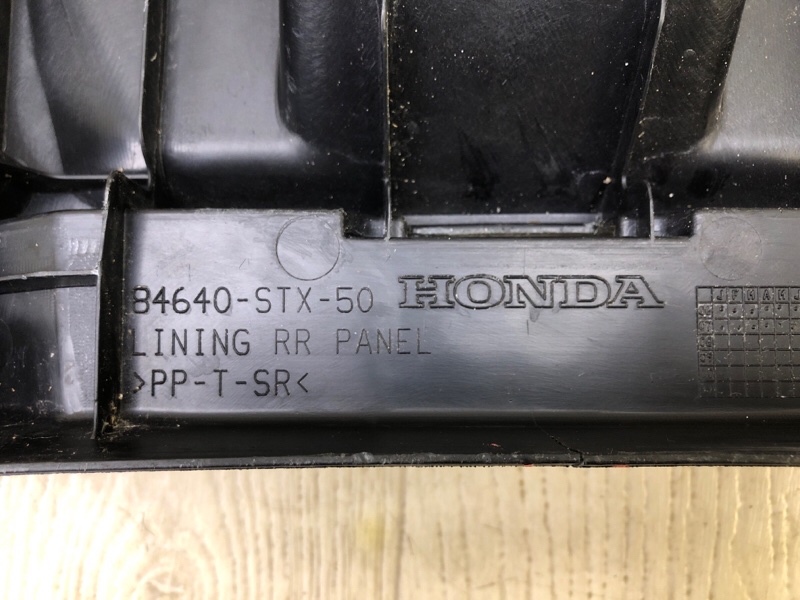 84640-STX-50 HONDA
LINING RR PANEL
>PP-T-SR<
J F M A M J